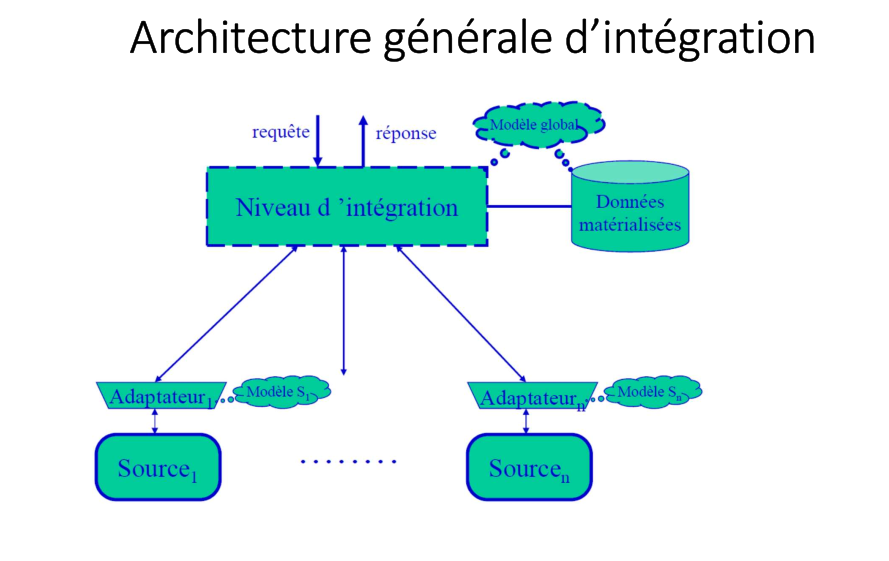 Architecture générale d’intégration
requête
réponse
Modèle global
Niveau d ’intégration
Données
matérialisées
Adaptateur1
Modèle S1
Adaptateurn
Modèle Sn
Source1
........
Sourcen